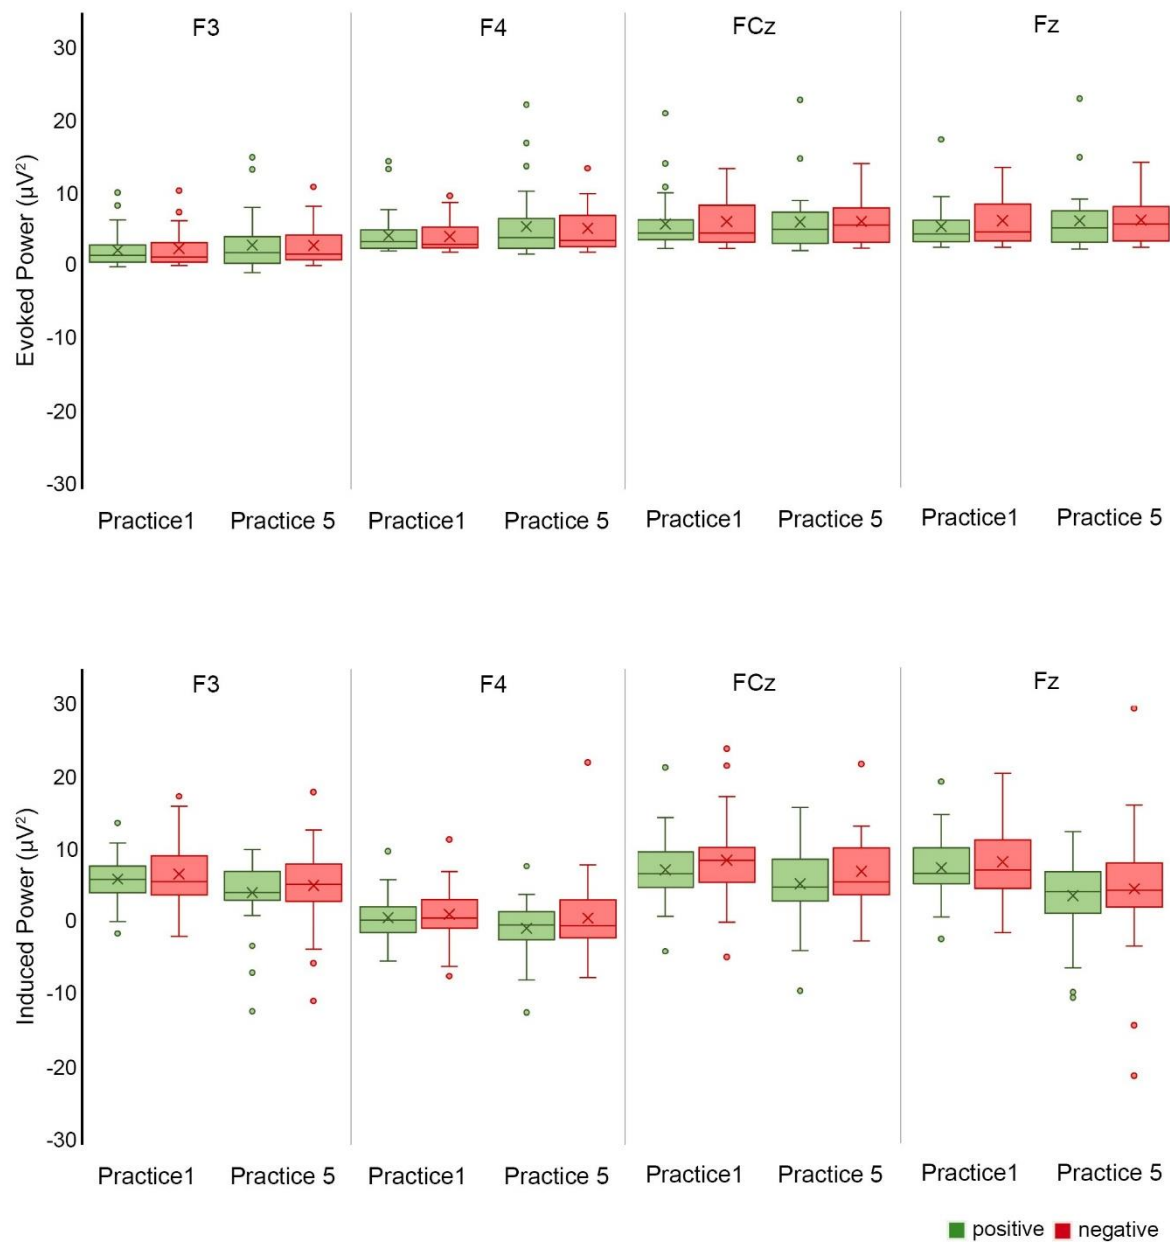 F3 F4 FCz Fz
30
20
10
0
-10
-20
-30
Evoked Power (µV²)
Practice1 Practice 5 Practice1 Practice 5 Practice1 Practice 5 Practice1 Practice 5
F3 F4 FCz Fz
30
20
10
0
-10
-20
-30
Induced Power (µV²)
Practice1 Practice 5 Practice1 Practice 5 Practice1 Practice 5 Practice1 Practice 5
positive negative